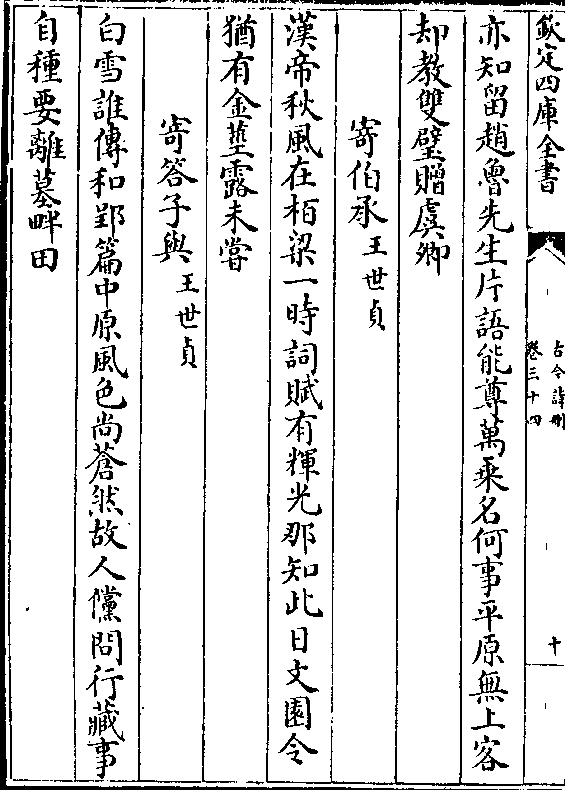 欽定四庫全書
古今詩刪
卷三十四
十
亦知留趙魯先生片語能尊萬乘名何事平原無上客
却教雙璧贈虞卿
寄伯承王世貞
漢帝秋風在栢梁一時詞賦有輝光那知此日文園令
猶有金莖露未嘗
寄答子與王世貞
白雪誰傳和郢篇中原風色尚蒼然故人儻問行藏事
自種要離墓畔田